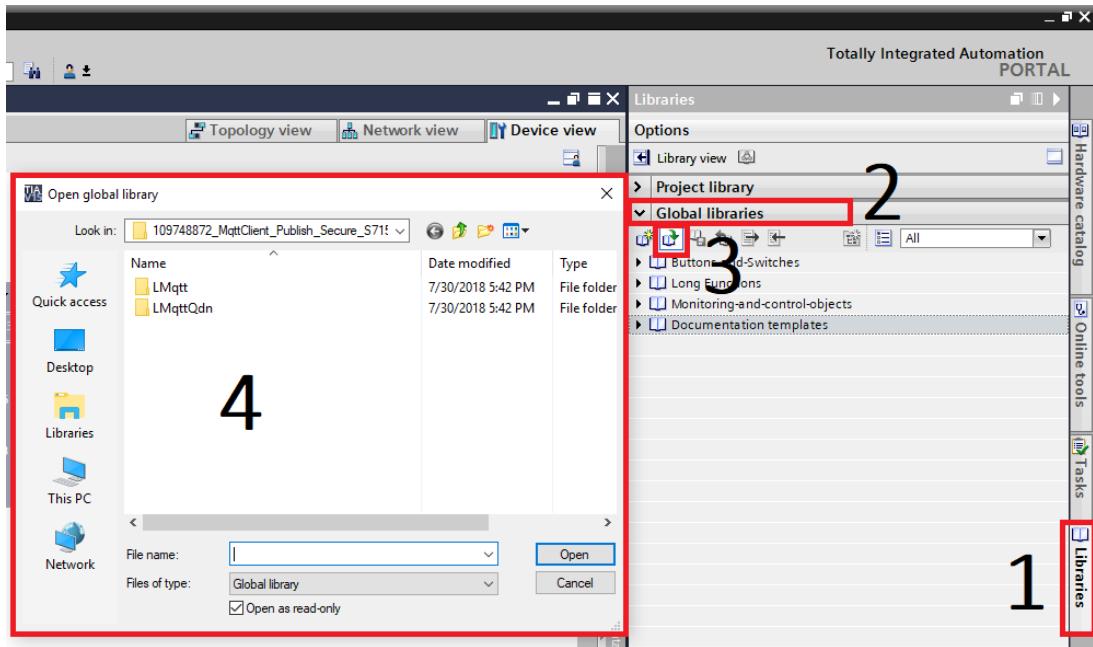 Totally Integrated Automation
PORTAL
Topology view
Network view
Device view
Libraries
Options
Library view
Project library
2
Global libraries
3
All
Buttons-and-Switches
Long Functions
Monitoring-and-control-objects
Documentation templates
Open global library
Look in:
109748872_MqttClient_Publish_Secure_S71
Name
Date modified
Type
LMqtt
7/30/2018 5:42 PM
File folder
LMqttQdn
7/30/2018 5:42 PM
File folder
Quick access
Desktop
Libraries
This PC
Network
4
File name:
Open
Files of type:
Global library
Cancel
Open as read-only
Hardware catalog
Online tools
Tasks
Libraries
1